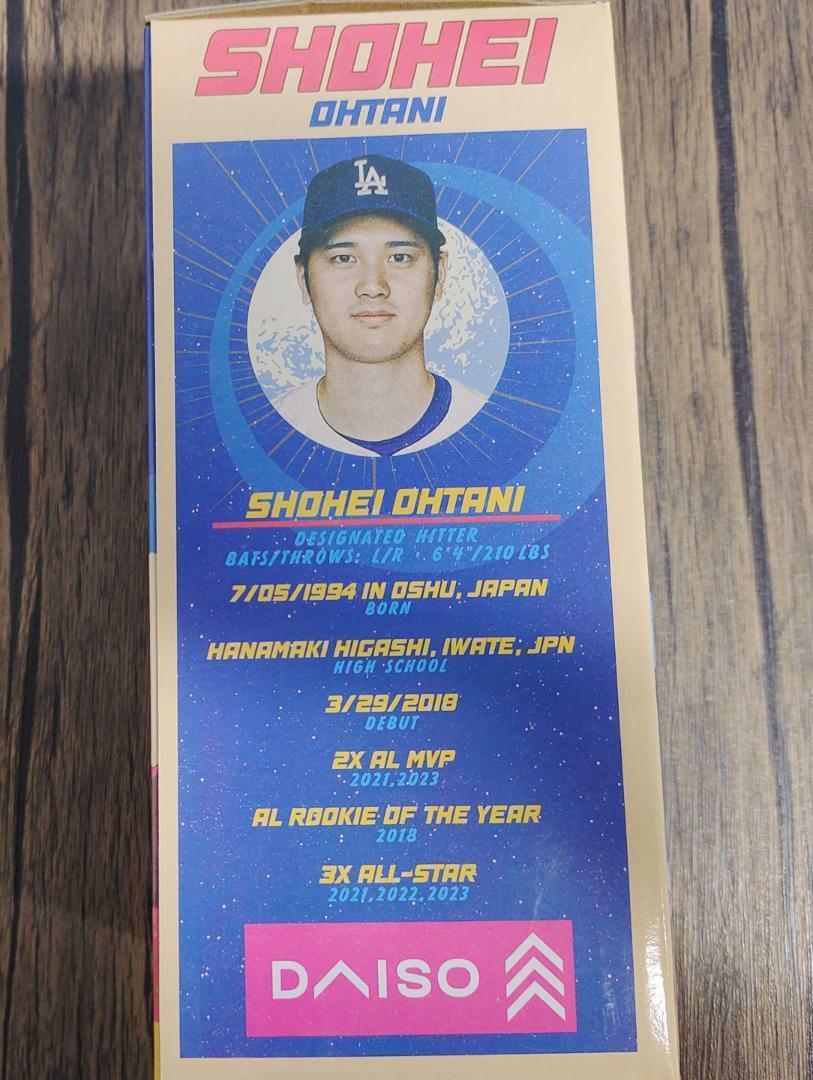 SHOHEI
OHTANI
LA
SHOHEI OHTANI
DESIGNATED HITTER
BATS/THROWS: L/R · 6'4"/210 LBS
7/05/1994 IN OSHU, JAPAN
BORN
HANAMAKI HIGASHI, IWATE, JPN
HIGH SCHOOL
3/29/2018
DEBUT
2X AL MVP
2021,2023
AL ROOKIE OF THE YEAR
2018
3X ALL-STAR
2021,2022,2023
DAISO